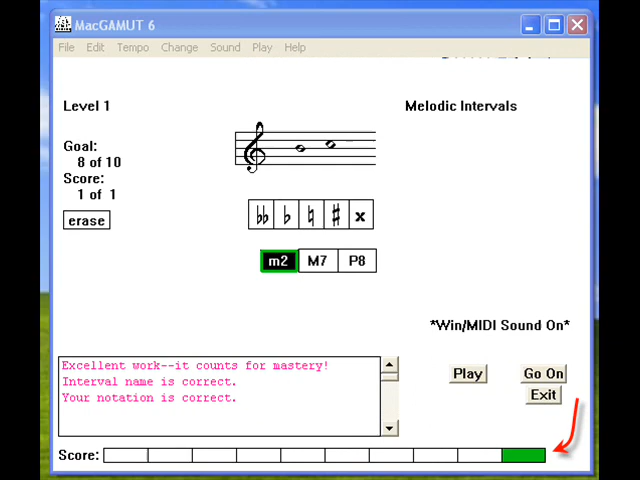 MacGAMUT 6
File Edit Tempo Change Sound Play Help
Level 1
Melodic Intervals
Goal:
8 of 10
Score:
1 of 1
erase
m2 M7 P8
*Win/MIDI Sound On*
Excellent work--it counts for mastery!
Interval name is correct.
Your notation is correct.
Play
Go On
Exit
Score: